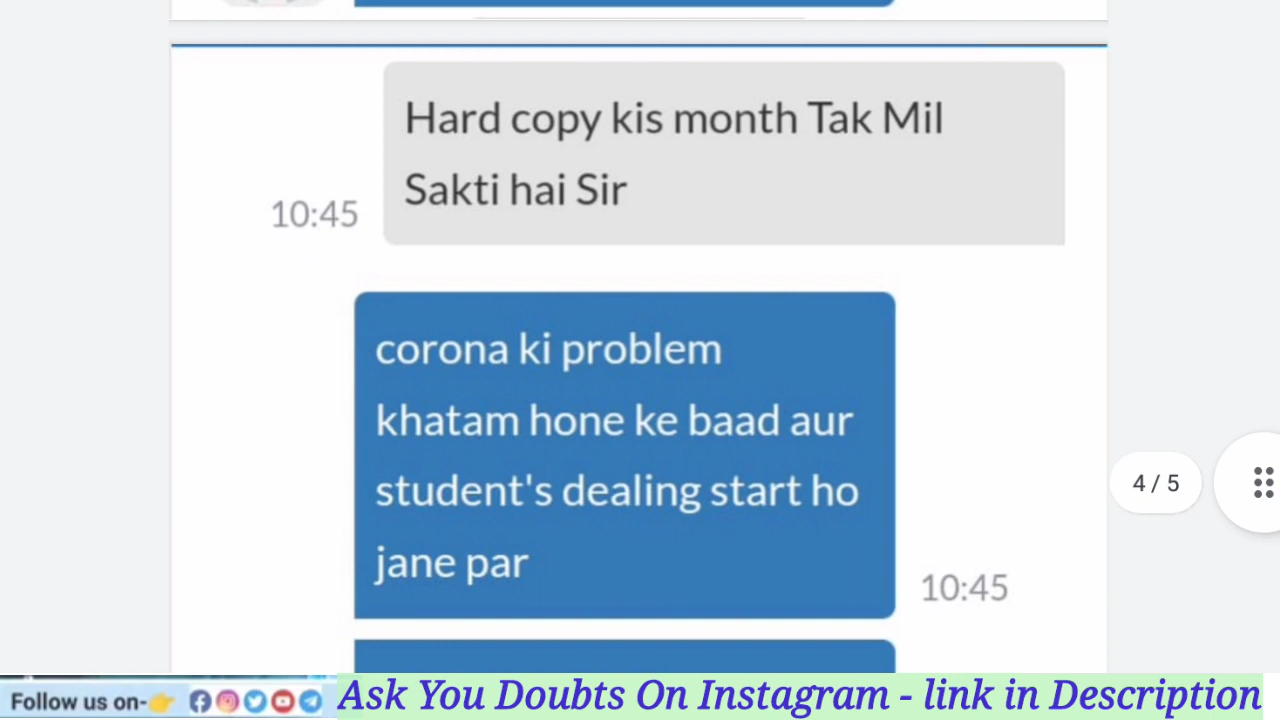 Hard copy kis month Tak Mil
Sakti hai Sir
10:45
corona ki problem
khatam hone ke baad aur
student's dealing start ho
jane par
10:45
4 / 5
Follow us on-
Ask You Doubts On Instagram - link in Description